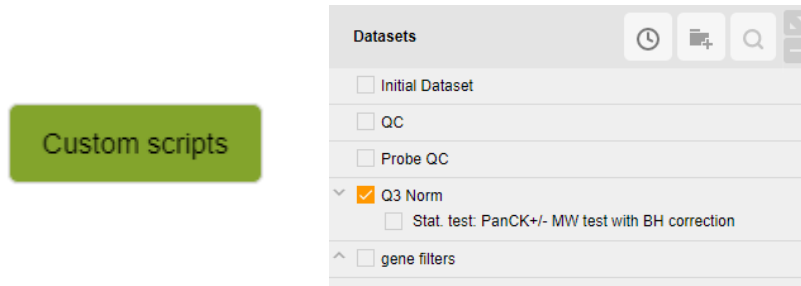 Custom scripts
Datasets
Initial Dataset
QC
Probe QC
Q3 Norm
Stat. test: PanCK+/- MW test with BH correction
gene filters